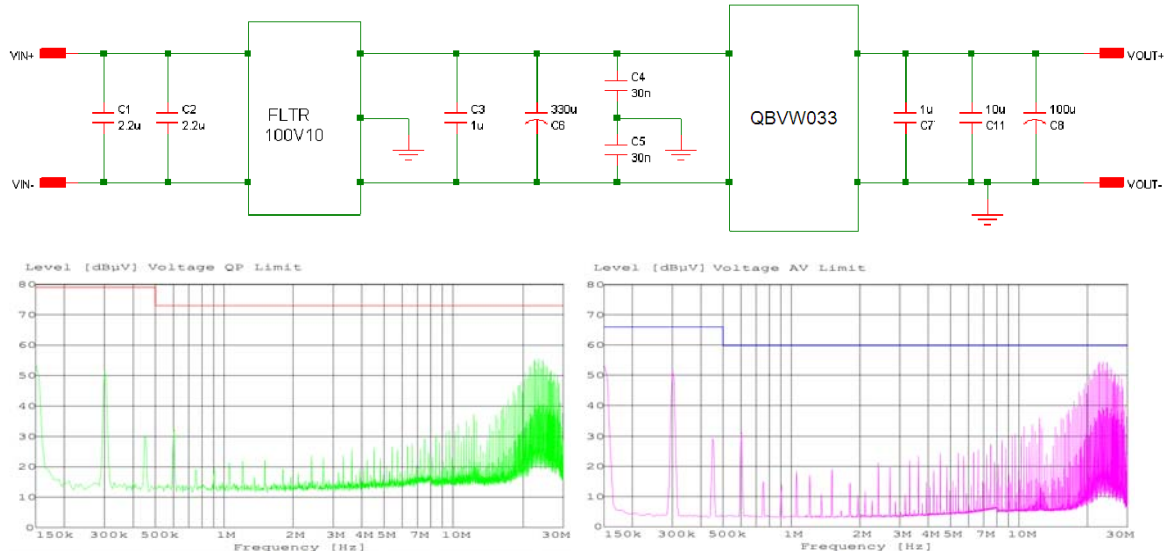 VIN+
VIN-
C1
2.2u
C2
2.2u
FLTR
100V10
C3
1u
330u
C6
C4
30n
C5
30n
QBVW033
1u
C7
10u
C11
100u
C8
VOUT+
VOUT-
Level [dBµV] Voltage QP Limit
80
70
60
50
40
30
20
10
0
150k 300k 500k 1M 2M 3M 4M 5M 7M 10M 30M
Frequency [Hz]
Level [dBµV] Voltage AV Limit
80
70
60
50
40
30
20
10
0
150k 300k 500k 1M 2M 3M 4M 5M 7M 10M 30M
Frequency [Hz]